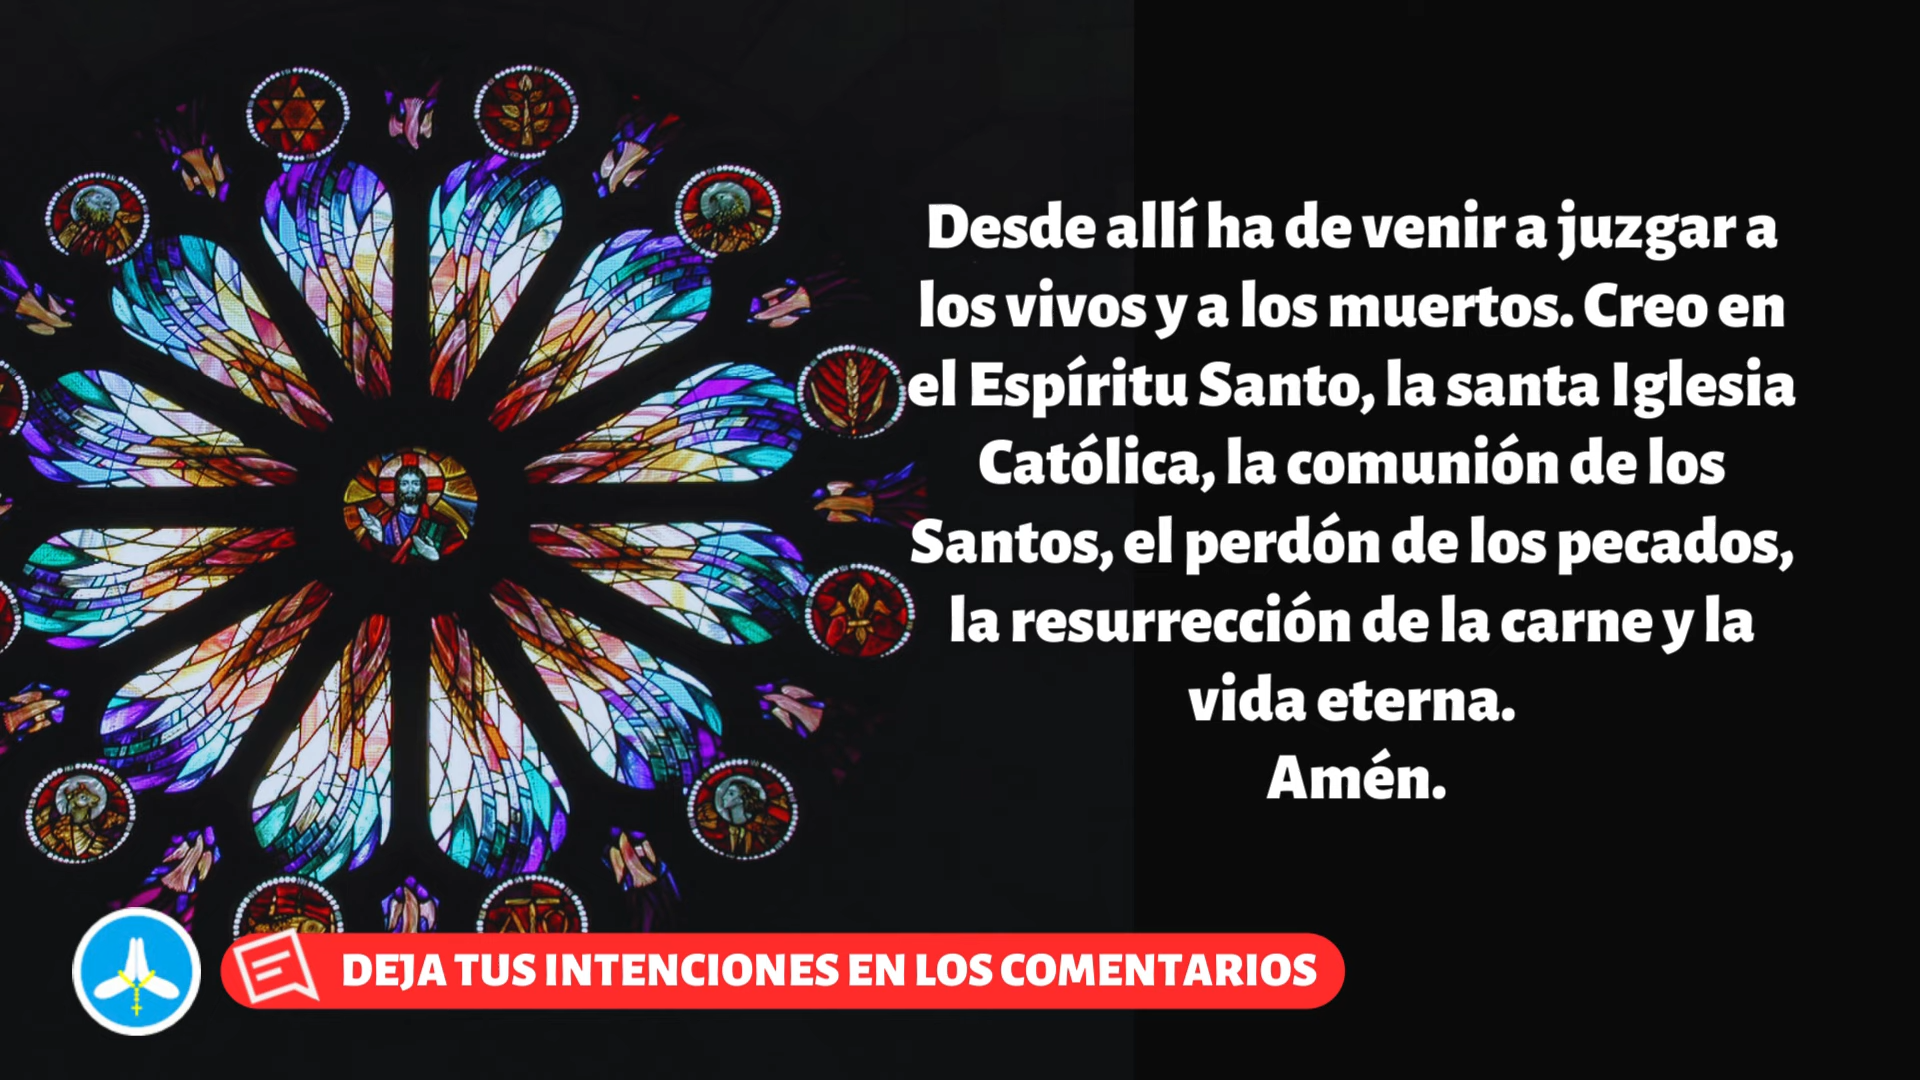 Desde allí ha de venir a juzgar a
los vivos y a los muertos. Creo en
el Espíritu Santo, la santa Iglesia
Católica, la comunión de los
Santos, el perdón de los pecados,
la resurrección de la carne y la
vida eterna.
Amén.
DEJA TUS INTENCIONES EN LOS COMENTARIOS